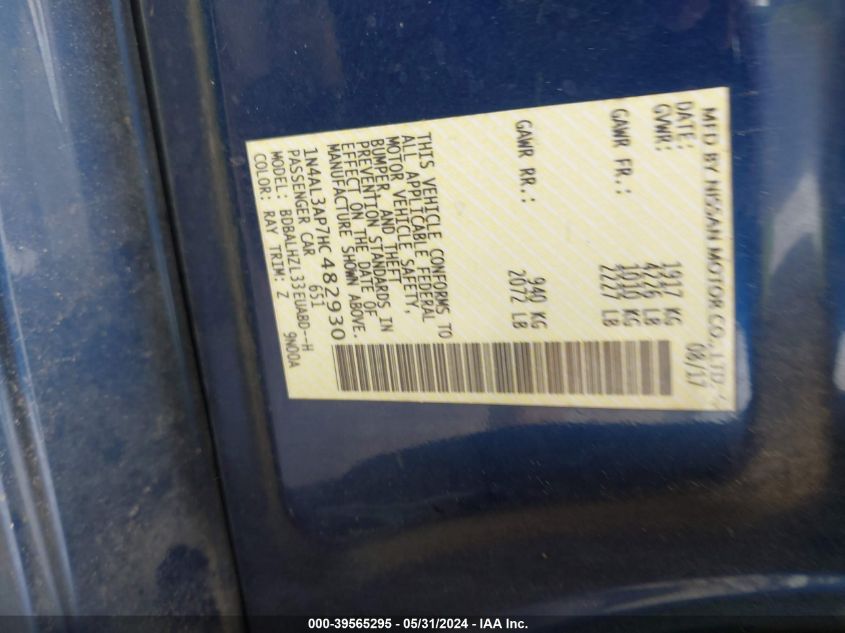 MFD BY NISSAN MOTOR CO., LTD.
DATE: 08/17
GVWR: 1917 KG
4226 LB
GAWR FR.: 1010 KG
2227 LB
GAWR RR.: 940 KG
2072 LB
THIS VEHICLE CONFORMS TO
ALL APPLICABLE FEDERAL
MOTOR VEHICLE SAFETY,
BUMPER, AND THEFT
PREVENTION STANDARDS IN
EFFECT ON THE DATE OF
MANUFACTURE SHOWN ABOVE.
1N4AL3AP7HC482930
PASSENGER CAR 651
MODEL: BDBALHZL33EUABD--H
COLOR: RAY TRIM: Z 9N00A
000-39565295 - 05/31/2024 - IAA Inc.